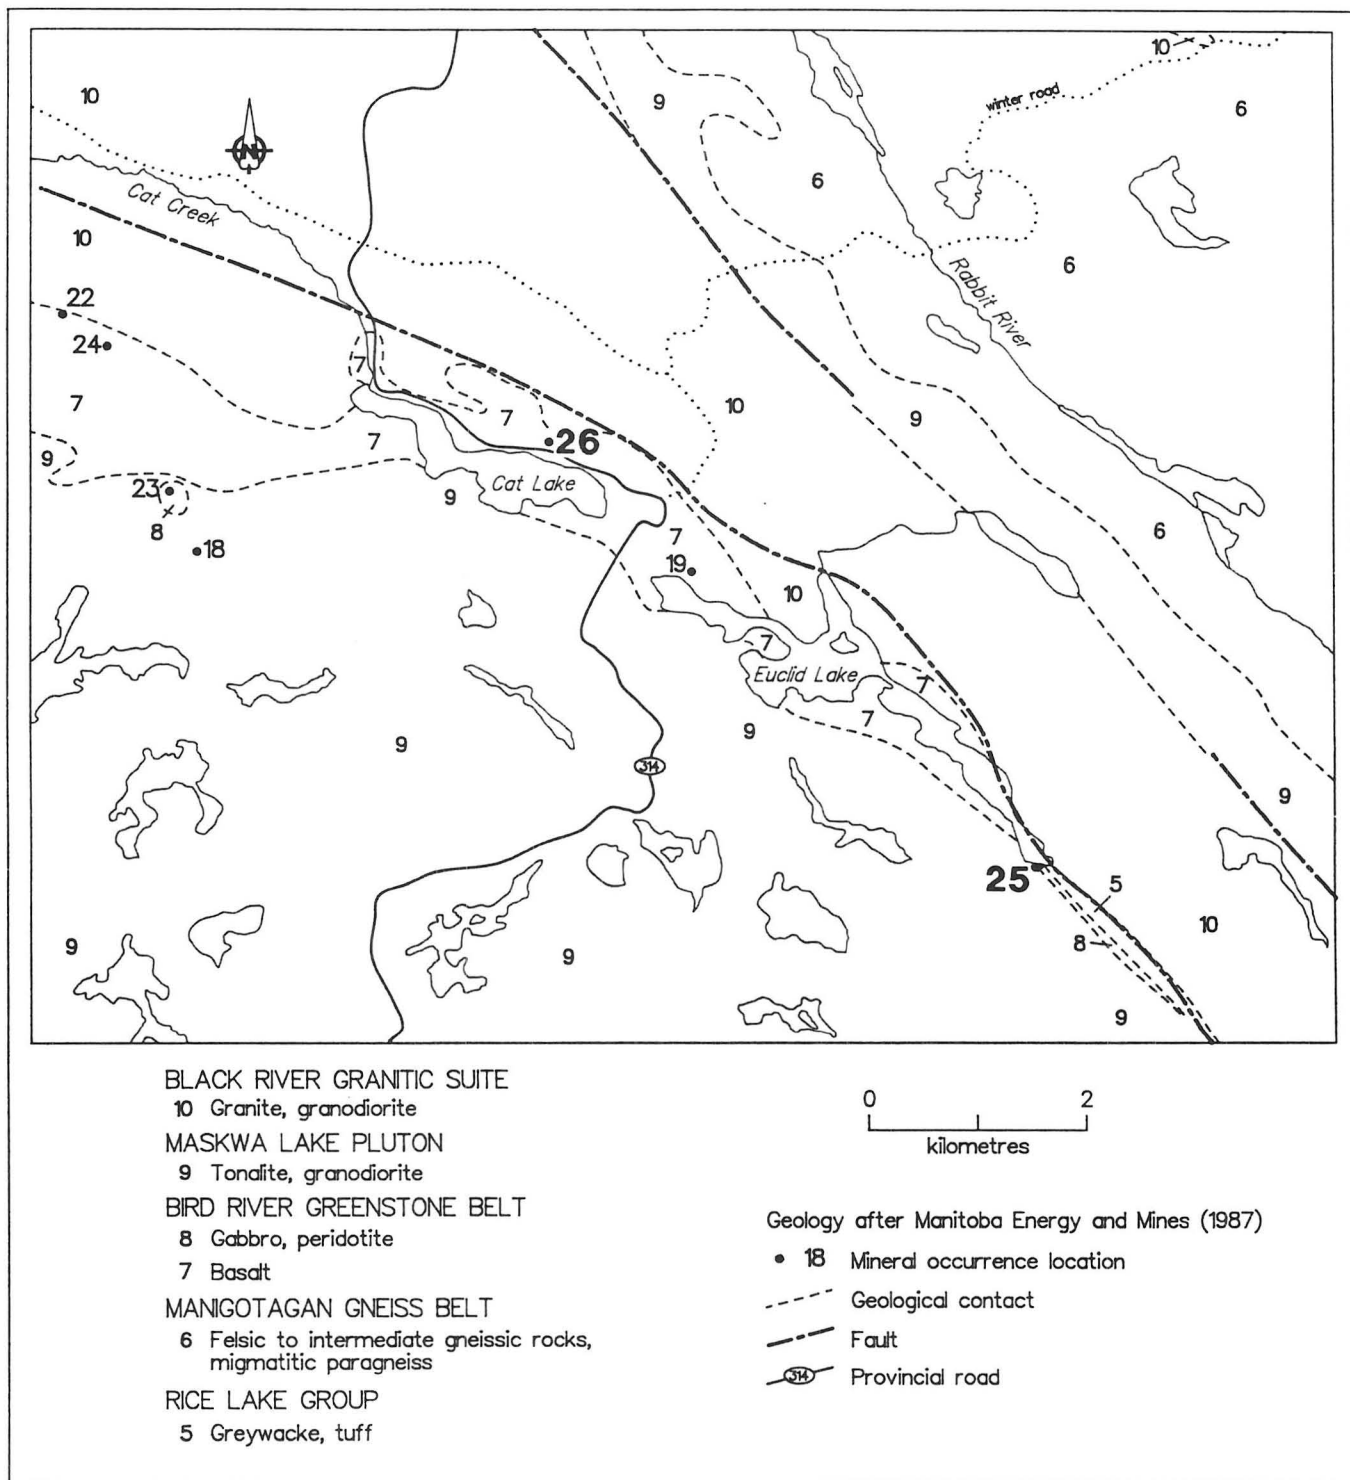 10
9
10
winter road
6
6
Cat Creek
10
6
Rabbit River
22
24
7
10
9
7
7
26
7
9
23
9
Cat Lake
8
18
6
7
19
10
7
Euclid Lake
7
7
9
9
314
9
25
5
10
8
9
9
9
BLACK RIVER GRANITIC SUITE
10 Granite, granodiorite
MASKWA LAKE PLUTON
9 Tonalite, granodiorite
BIRD RIVER GREENSTONE BELT
8 Gabbro, peridotite
7 Basalt
MANIGOTAGAN GNEISS BELT
6 Felsic to intermediate gneissic rocks,
migmatitic paragneiss
RICE LAKE GROUP
5 Greywacke, tuff
0 2
kilometres
Geology after Manitoba Energy and Mines (1987)
18 Mineral occurrence location
Geological contact
Fault
314 Provincial road
N